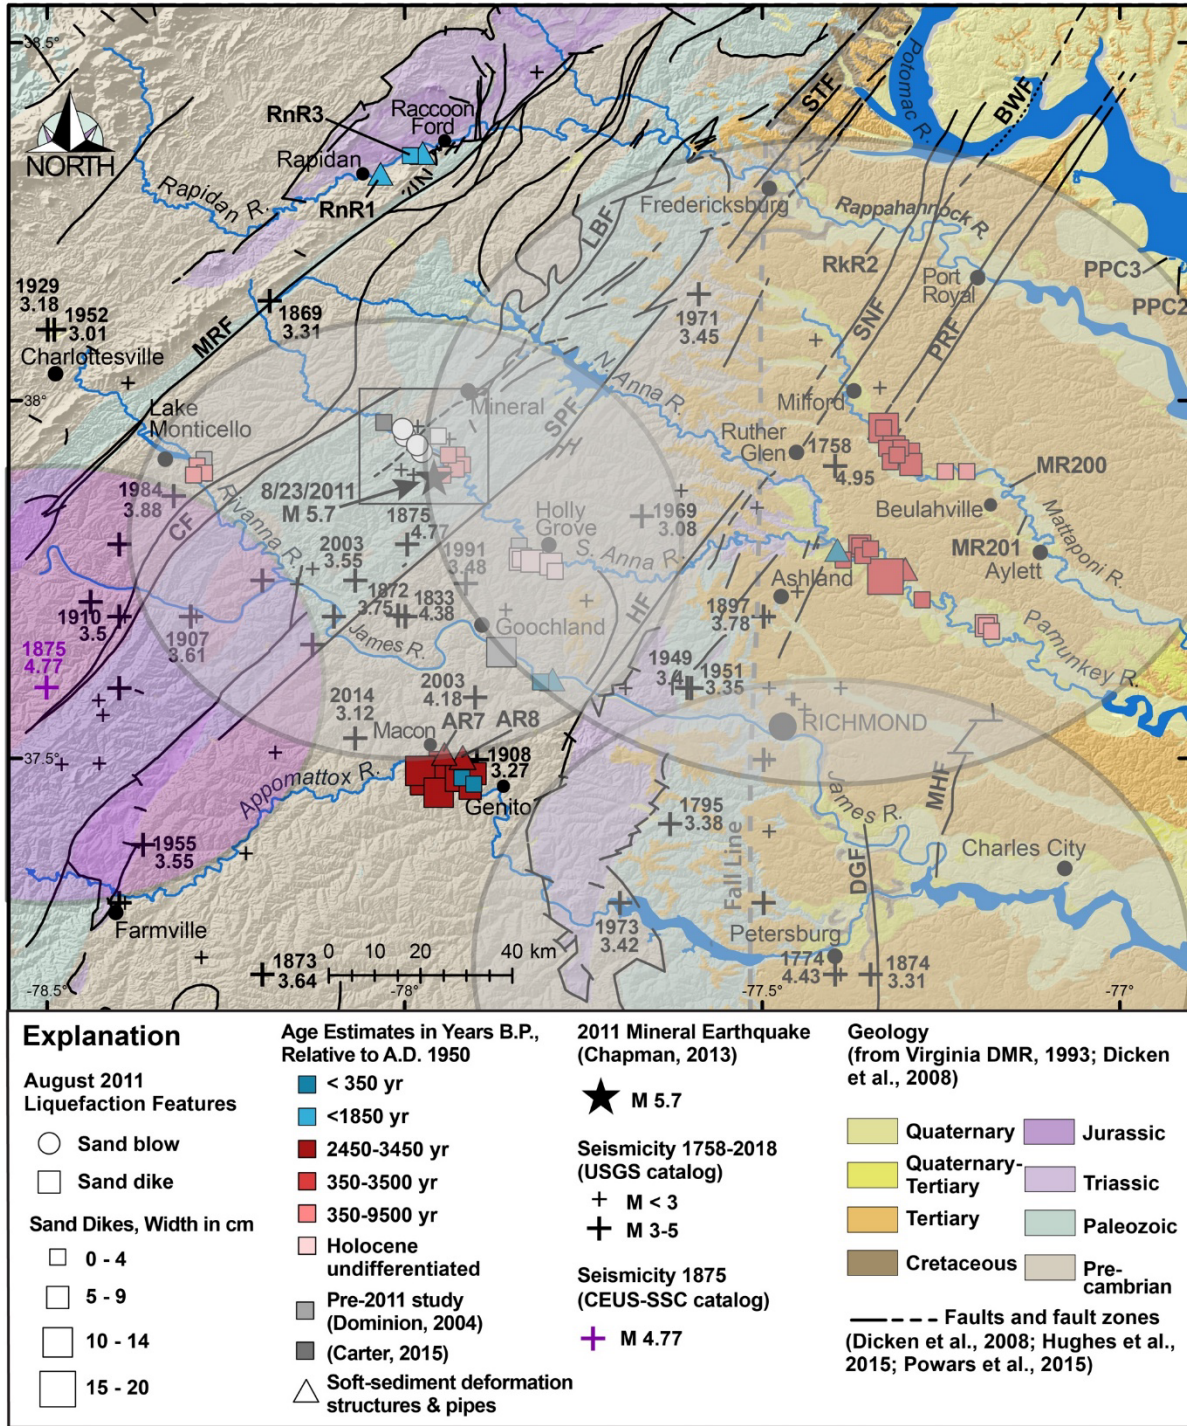 38.5°
NORTH
RnR3
Raccoon
Ford
Rapidan
RnR1
Rapidan R.
STF
Potomac R.
BWF
Fredericksburg
Rappahannock
R.
LBF
RkR2
Port
Royal
PPC3
PPC2
1929
3.18
1952
3.01
Charlottesville
MRF
1869
3.31
1971
3.45
SNF
PRF
38°
Lake
Monticello
Mineral
N. Anna R.
SPF
Milford
Ruther
Glen
1758
4.95
MR200
Beulahville
Mattaponi R.
MR201
Aylett
1984
3.88
CF
Rivanna R.
8/23/2011
M 5.7
1875
4.77
Holly
Grove
1969
3.08
S. Anna R.
2003
3.55
1991
3.48
Ashland
1872
3.75
1833
4.38
HF
1897
3.78
1910
3.5
1907
3.61
James R.
Goochland
Pamunkey R.
1875
4.77
1949
3.4
1951
3.35
2014
3.12
2003
4.18
RICHMOND
Macon
AR7
AR8
37.5°
1908
3.27
Appomattox R.
Genito
James R.
MHF
1795
3.38
Fall Line
DGF
Charles City
1955
3.55
Farmville
1973
3.42
Petersburg
1873
3.64
0 10 20 40 km
1774
4.43
1874
3.31
-78.5°
-78°
-77.5°
-77°
Explanation
August 2011
Liquefaction Features
Sand blow
Sand dike
Sand Dikes, Width in cm
0 - 4
5 - 9
10 - 14
15 - 20
Age Estimates in Years B.P.,
Relative to A.D. 1950
< 350 yr
<1850 yr
2450-3450 yr
350-3500 yr
350-9500 yr
Holocene
undifferentiated
Pre-2011 study
(Dominion, 2004)
(Carter, 2015)
Soft-sediment deformation
structures & pipes
2011 Mineral Earthquake
(Chapman, 2013)
M 5.7
Seismicity 1758-2018
(USGS catalog)
M < 3
M 3-5
Seismicity 1875
(CEUS-SSC catalog)
M 4.77
Geology
(from Virginia DMR, 1993; Dicken
et al., 2008)
Quaternary
Quaternary-
Tertiary
Tertiary
Cretaceous
Jurassic
Triassic
Paleozoic
Pre-
cambrian
Faults and fault zones
(Dicken et al., 2008; Hughes et al.,
2015; Powars et al., 2015)